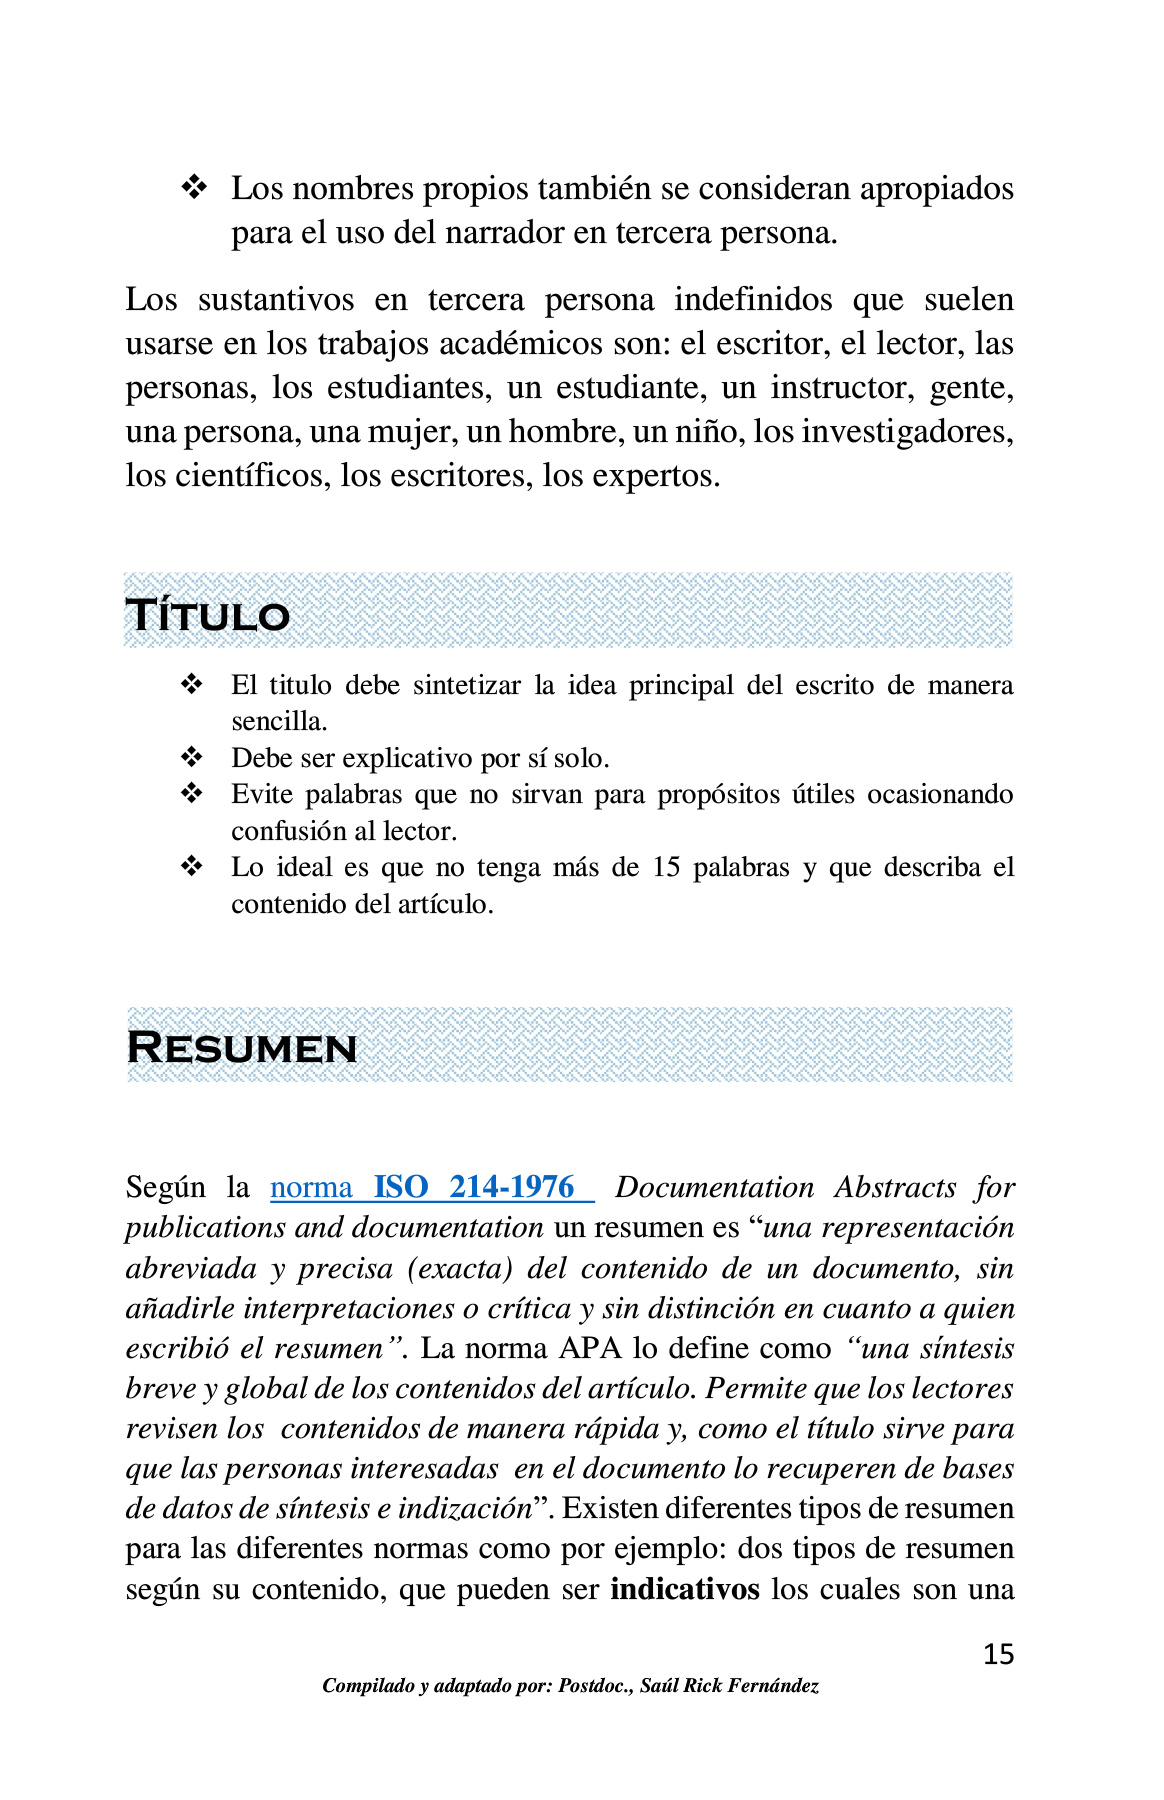 ❖ Los nombres propios también se consideran apropiados
para el uso del narrador en tercera persona.
Los sustantivos en tercera persona indefinidos que suelen
usarse en los trabajos académicos son: el escritor, el lector, las
personas, los estudiantes, un estudiante, un instructor, gente,
una persona, una mujer, un hombre, un niño, los investigadores,
los científicos, los escritores, los expertos.
TÍTULO
❖ El titulo debe sintetizar la idea principal del escrito de manera
sencilla.
❖ Debe ser explicativo por sí solo.
❖ Evite palabras que no sirvan para propósitos útiles ocasionando
confusión al lector.
❖ Lo ideal es que no tenga más de 15 palabras y que describa el
contenido del artículo.
RESUMEN
Según la norma ISO 214-1976 Documentation Abstracts for
publications and documentation un resumen es “una representación
abreviada y precisa (exacta) del contenido de un documento, sin
añadirle interpretaciones o crítica y sin distinción en cuanto a quien
escribió el resumen”. La norma APA lo define como “una síntesis
breve y global de los contenidos del artículo. Permite que los lectores
revisen los contenidos de manera rápida y, como el título sirve para
que las personas interesadas en el documento lo recuperen de bases
de datos de síntesis e indización”. Existen diferentes tipos de resumen
para las diferentes normas como por ejemplo: dos tipos de resumen
según su contenido, que pueden ser indicativos los cuales son una
15
Compilado y adaptado por: Postdoc., Saúl Rick Fernández